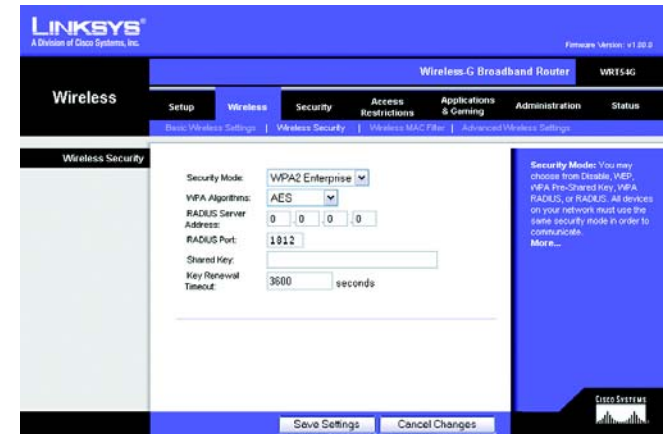 LINKSYS®
A Division of Cisco Systems, Inc.
Firmware Version: v1.00.0
Wireless-G Broadband Router WRT54G
Wireless
Setup Wireless Security Access Restrictions Applications & Gaming Administration Status
Basic Wireless Settings | Wireless Security | Wireless MAC Filter | Advanced Wireless Settings
Wireless Security
Security Mode: WPA2 Enterprise
WPA Algorithms: AES
RADIUS Server Address: 0 . 0 . 0 . 0
RADIUS Port: 1812
Shared Key:
Key Renewal Timeout: 3600 seconds
Security Mode: You may
choose from Disable, WEP,
WPA Pre-Shared
Key, WPA
RADIUS, or RADIUS. All devices
on your network must use the
same security mode in order to
communicate.
More...
Save Settings Cancel Changes
CISCO SYSTEMS